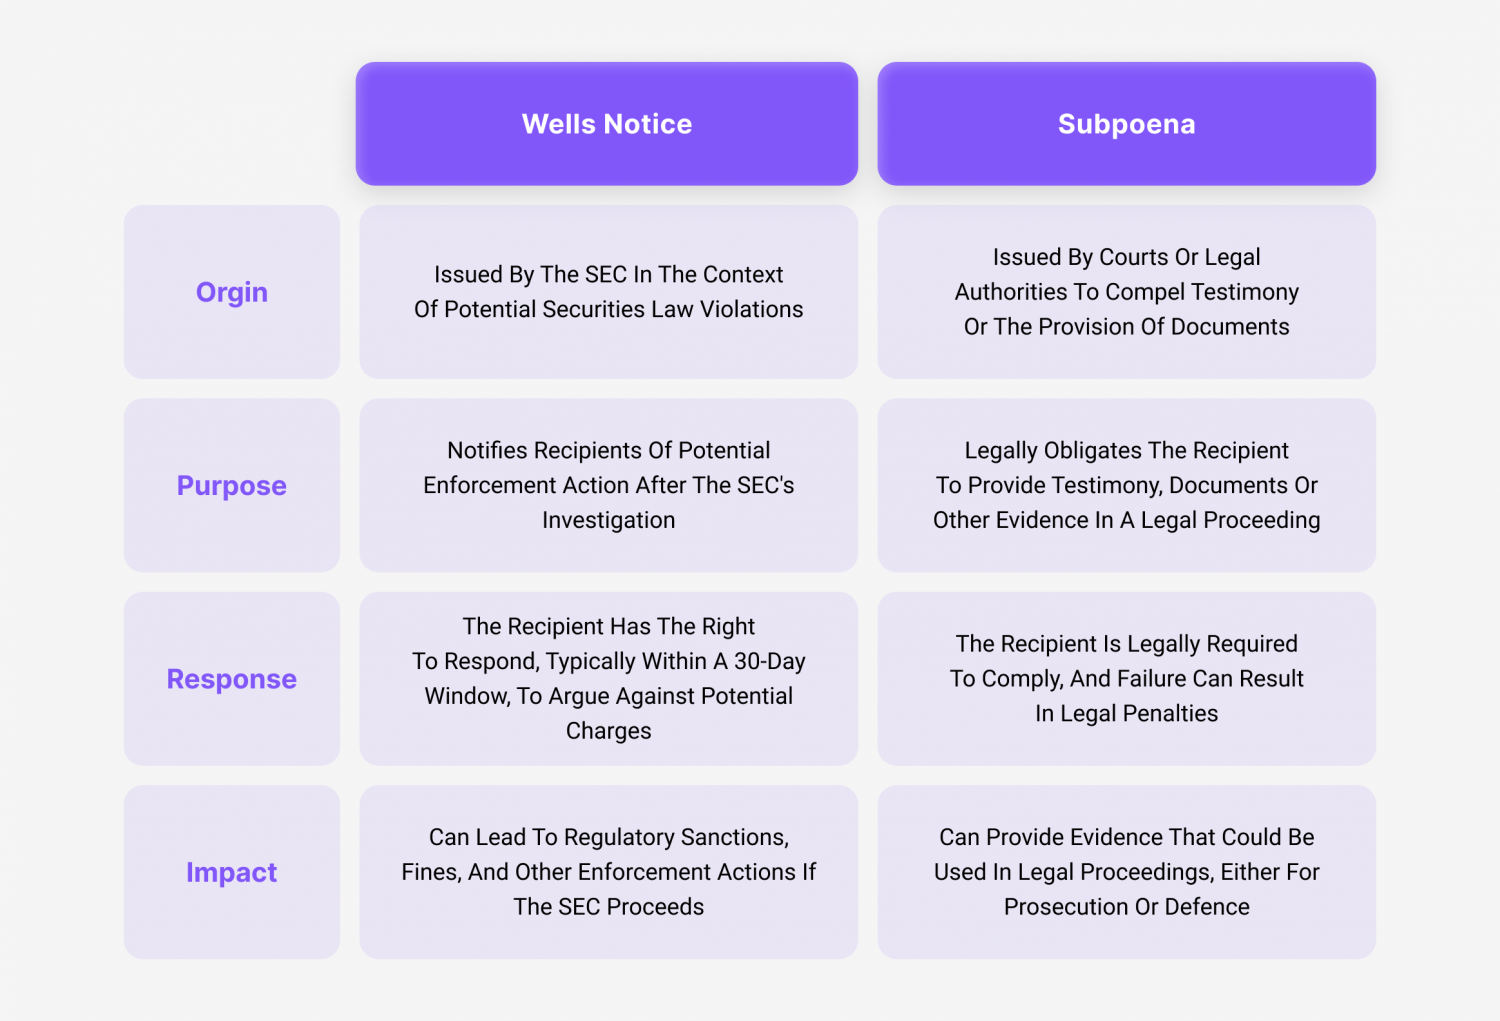 Wells Notice
Subpoena
Orgin
Issued By The SEC In The Context
Of Potential Securities Law Violations
Issued By Courts Or Legal
Authorities To Compel Testimony
Or The Provision Of Documents
Purpose
Notifies Recipients Of Potential
Enforcement Action After The SEC's
Investigation
Legally Obligates The Recipient
To Provide Testimony, Documents Or
Other Evidence In A Legal Proceeding
Response
The Recipient Has The Right
To Respond, Typically Within A 30-Day
Window, To Argue Against Potential
Charges
The Recipient Is Legally Required
To Comply, And Failure Can Result
In Legal Penalties
Impact
Can Lead To Regulatory Sanctions,
Fines, And Other Enforcement Actions If
The SEC Proceeds
Can Provide Evidence That Could Be
Used In Legal Proceedings, Either For
Prosecution Or Defence